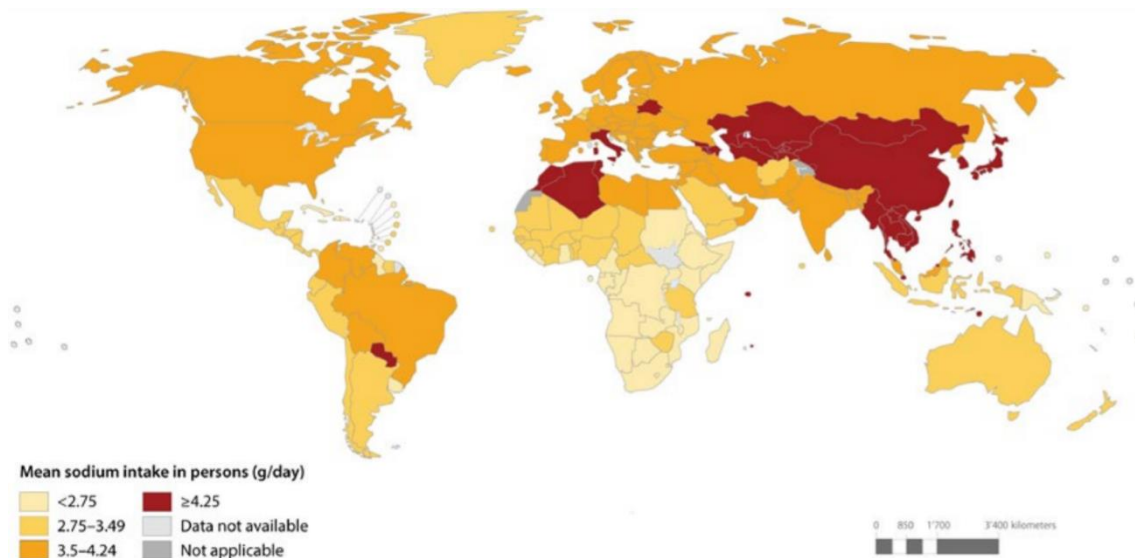 Mean sodium intake in persons (g/day)
<2.75
≥4.25
2.75–3.49
Data not available
3.5–4.24
Not applicable
0 850 1'700 3'400 kilometers